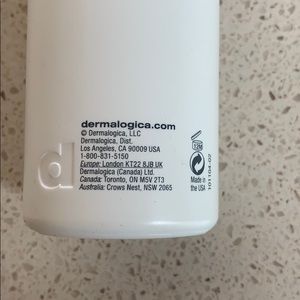 dermalogica.com
© Dermalogica, LLC
Dermalogica, Dist.
Los Angeles, CA 90009 USA
1-800-831-5150
Europe: London KT22 8JB UK
Dermalogica (Canada) Ltd.
Canada: Toronto, ON M5V 2T3
Australia: Crows Nest, NSW 2065
d
12M
Made in
the USA